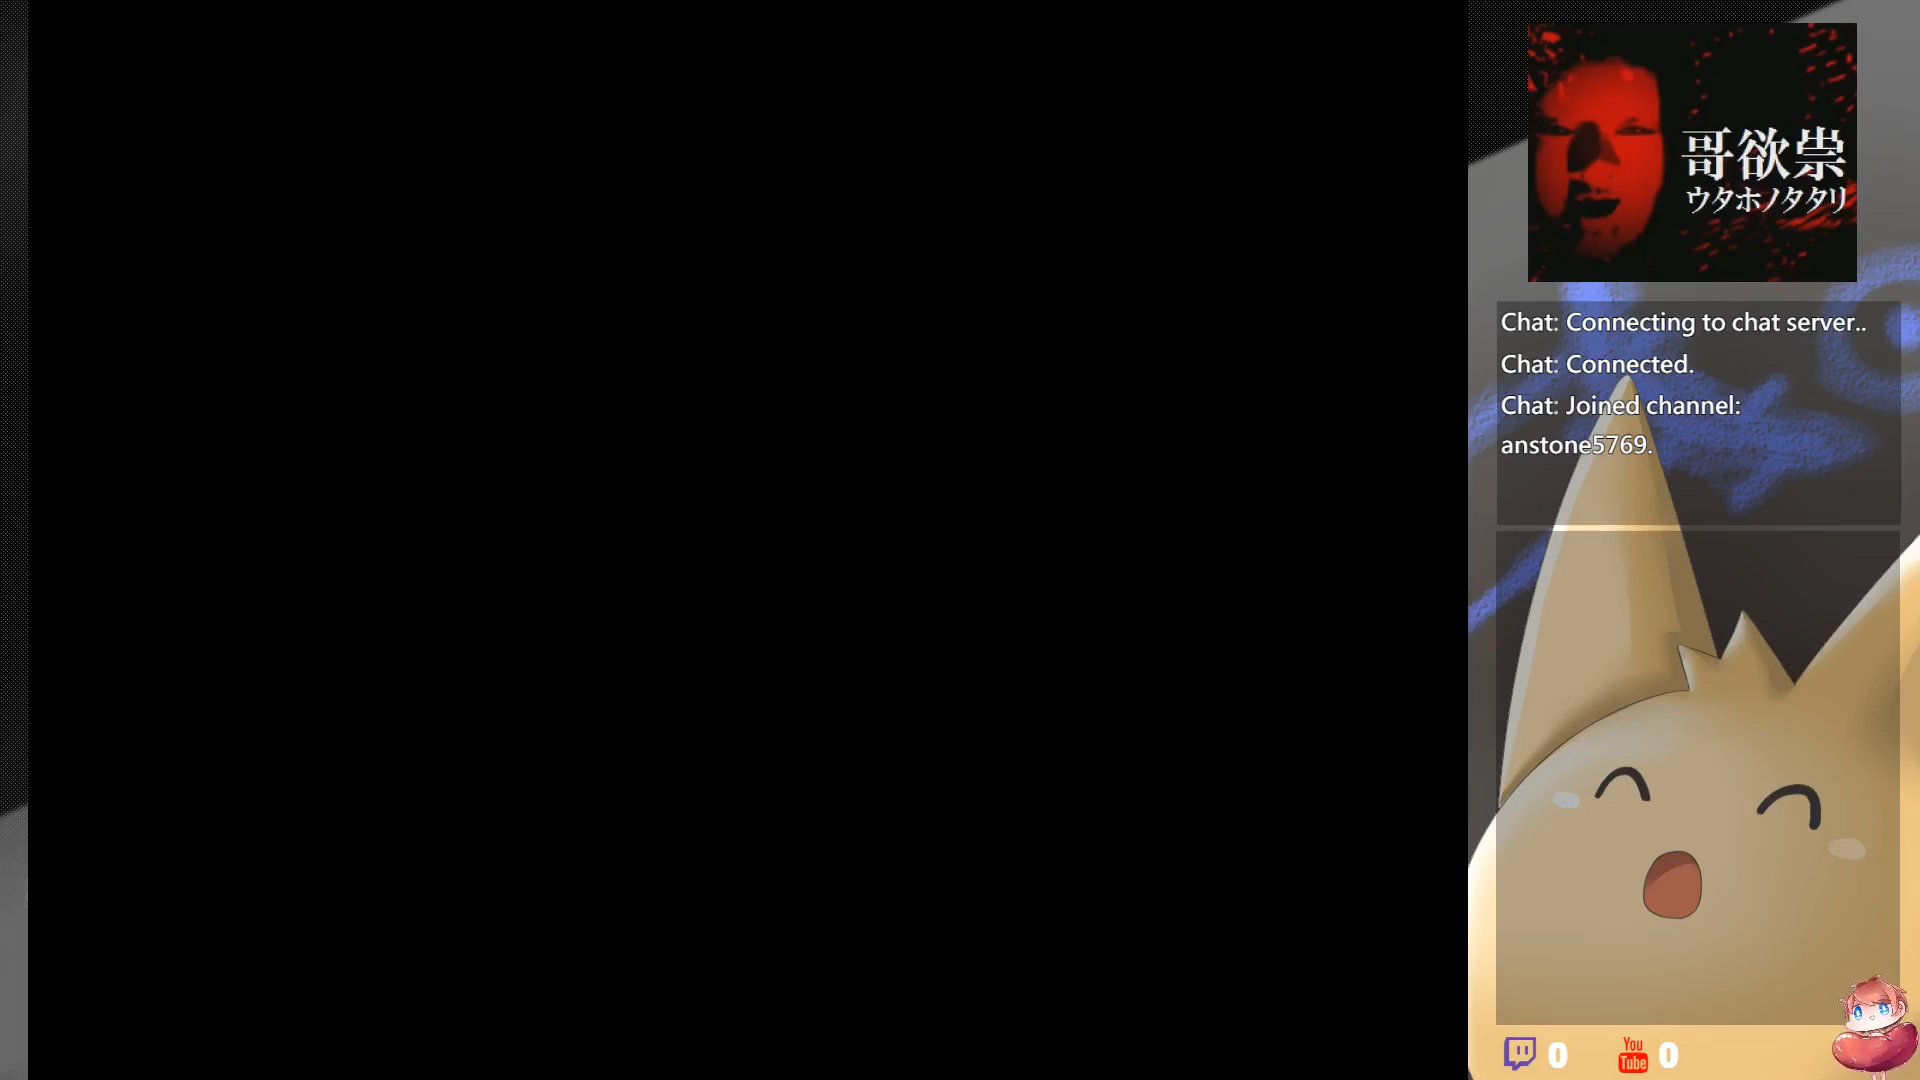 哥欲祟
ウタホノタタリ
Chat: Connecting to chat server..
Chat: Connected.
Chat: Joined channel:
anstone5769.
0
You
Tube
0